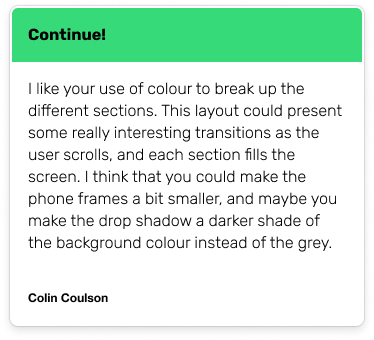 Continue!
I like your use of colour to break up the
different sections. This layout could present
some really interesting transitions as the
user scrolls, and each section fills the
screen. I think that you could make the
phone frames a bit smaller, and maybe you
make the drop shadow a darker shade of
the background colour instead of the grey.
Colin Coulson